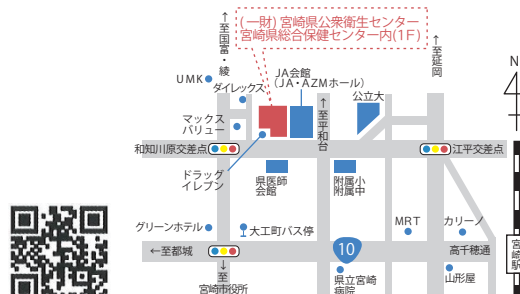 (一財) 宮崎県公衆衛生センター
宮崎県総合保健センター内(1F)
↑至国富・綾
↑至延岡
N
UMK
ダイレックス
JA会館
(JA・AZMホール)
公立大
↑至平和台
マックス
バリュー
和知川原交差点
江平交差点
ドラッグ
イレブン
県医師
会館
附属小
附属中
グリーンホテル
大工町バス停
MRT
カリーノ
宮崎駅
←至都城
10
高千穂通
↓至
宮崎市役所
県立宮崎
病院
山形屋